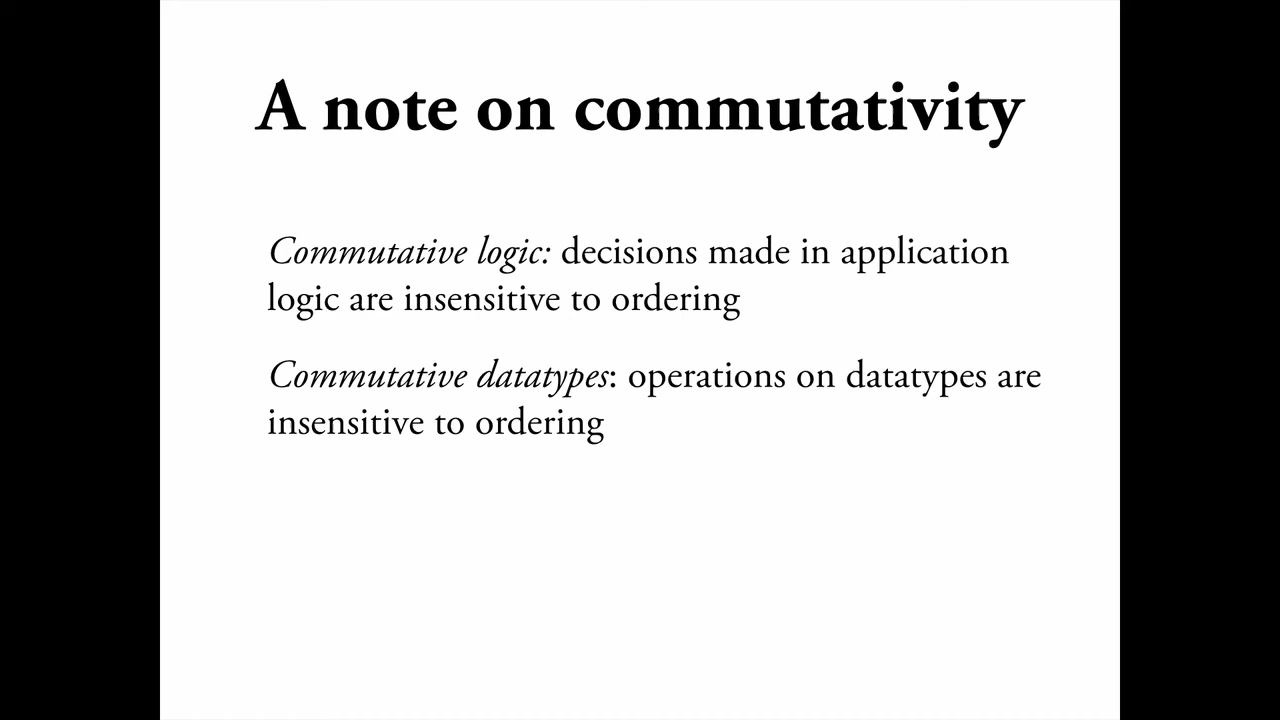 A note on commutativity
Commutative logic: decisions made in application
logic are insensitive to ordering
Commutative datatypes: operations on datatypes are
insensitive to ordering